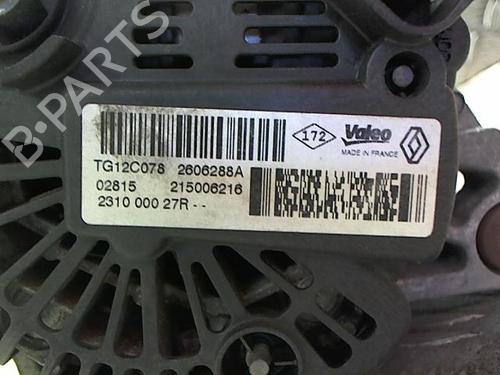 172 Valeo
MADE IN FRANCE
TG12C078 2606288A
02815 215006216
2310 000 27R --
B-PARTS